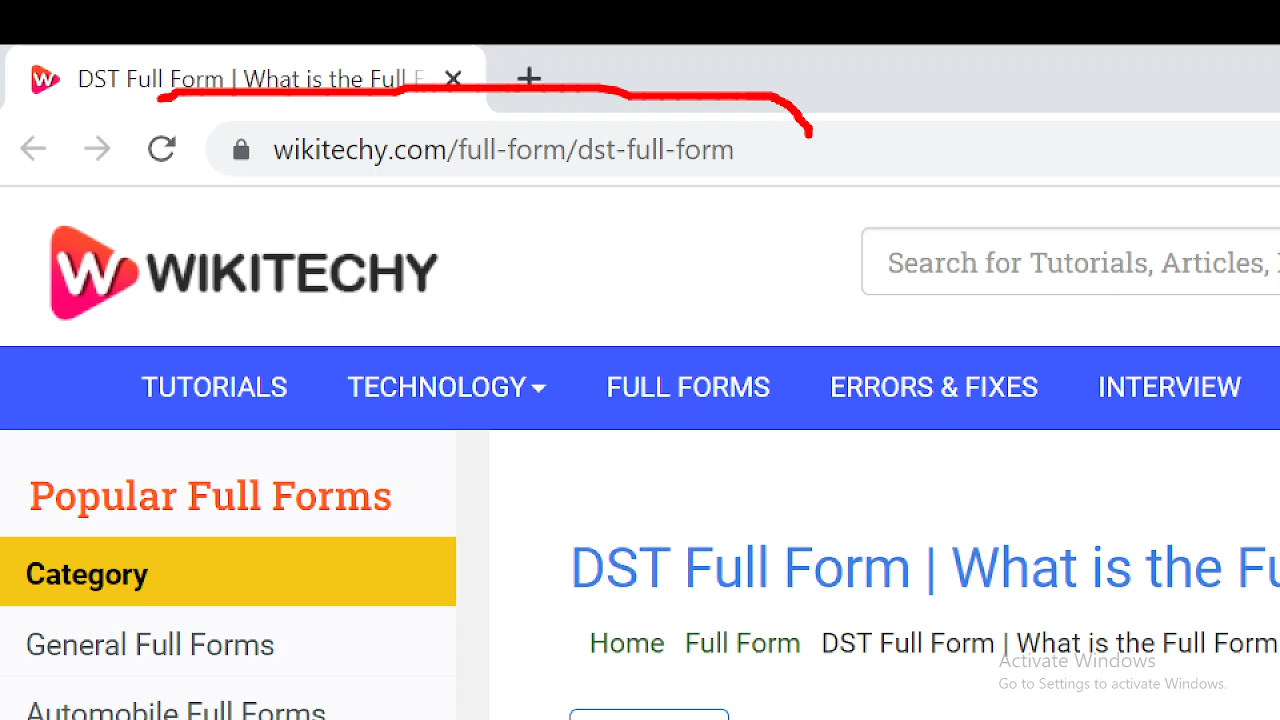 DST Full Form | What is the Full F
wikitechy.com/full-form/dst-full-form
W WIKITECHY
Search for Tutorials, Articles,
TUTORIALS TECHNOLOGY FULL FORMS ERRORS & FIXES INTERVIEW
Popular Full Forms
Category
General Full Forms
Automobile Full Forms
DST Full Form | What is the Fu
Home Full Form DST Full Form | What is the Full Form
Activate Windows
Go to Settings to activate Windows.